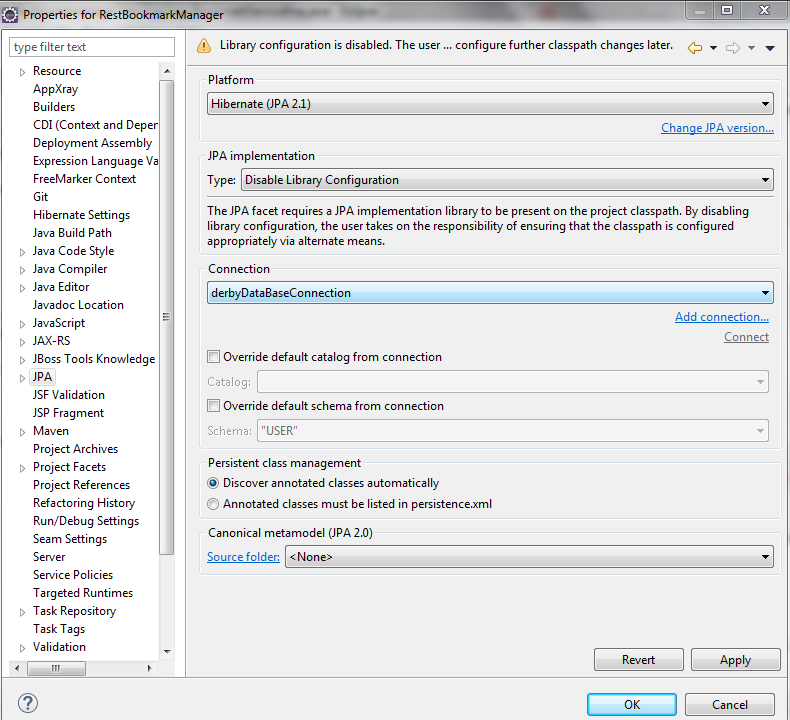 Properties for RestBookmarkManager
type filter text
Library configuration is disabled. The user ... configure further classpath changes later.
Resource
AppXray
Builders
CDI (Context and Deper
Deployment Assembly
Expression Language Va
FreeMarker Context
Git
Hibernate Settings
Java Build Path
Java Code Style
Java Compiler
Java Editor
Javadoc Location
JavaScript
JAX-RS
JBoss Tools Knowledge
JPA
JSF Validation
JSP Fragment
Maven
Project Archives
Project Facets
Project References
Refactoring History
Run/Debug Settings
Seam Settings
Server
Service Policies
Targeted Runtimes
Task Repository
Task Tags
Validation
Platform
Hibernate (JPA 2.1)
Change JPA version...
JPA implementation
Type: Disable Library Configuration
The JPA facet requires a JPA implementation library to be present on the project classpath. By disabling
library configuration, the user takes on the responsibility of ensuring that the classpath is configured
appropriately via alternate means.
Connection
derbyDataBaseConnection
Add connection...
Connect
Override default catalog from connection
Catalog:
Override default schema from connection
Schema: "USER"
Persistent class management
Discover annotated classes automatically
Annotated classes must be listed in persistence.xml
Canonical metamodel (JPA 2.0)
Source folder: <None>
Revert
Apply
?
OK
Cancel